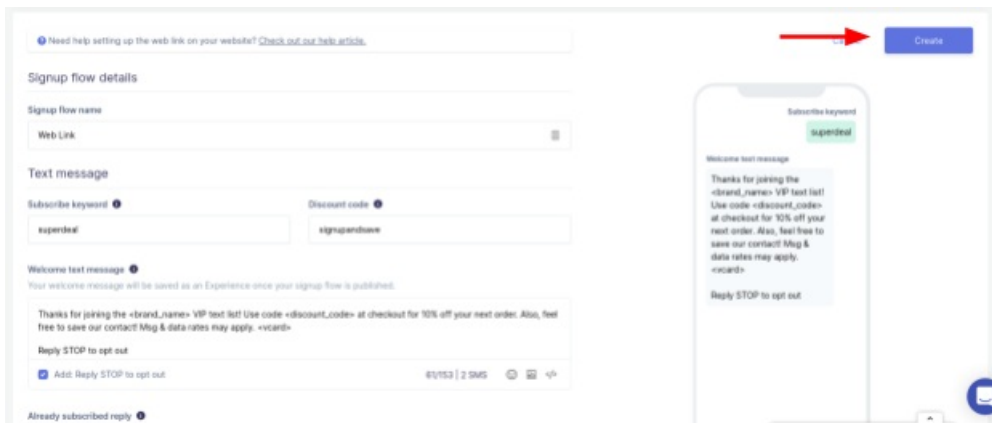 Need help setting up the web link on your website? Check out our help article.
Create
Signup flow details
Signup flow name
Web Link
Text message
Subscribe keyword
Discount code
superdeal
signupandsave
Welcome text message
Your welcome message will be saved as an Experience once your signup flow is published.
Thanks for joining the <brand_name> VIP text list! Use code <discount_code> at checkout for 10% off your next order. Also, feel
free to save our contact! Msg & data rates may apply. <vcard>
Reply STOP to opt out
Add: Reply STOP to opt out
61/153 | 2 SMS
Already subscribed reply
Subscribe keyword
superdeal
Welcome text message
Thanks for joining the
<brand_name> VIP text list!
Use code <discount_code>
at checkout for 10% off your
next order. Also, feel free to
save our contact! Msg &
data rates may apply.
<vcard>
Reply STOP to opt out